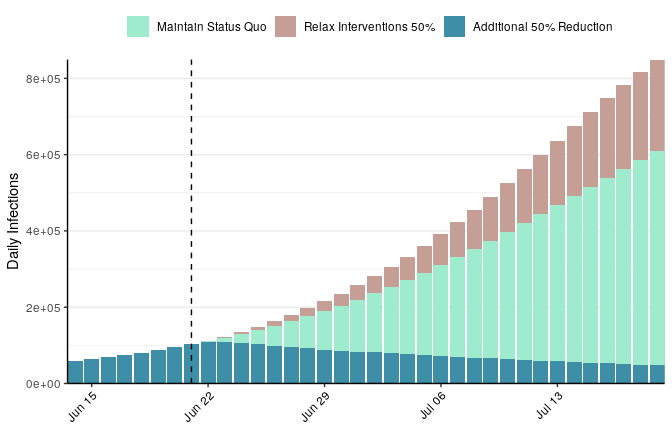 Maintain Status Quo Relax Interventions 50% Additional 50% Reduction
Daily Infections
8e+05
6e+05
4e+05
2e+05
0e+00
Jun 15 Jun 22 Jun 29 Jul 06 Jul 13